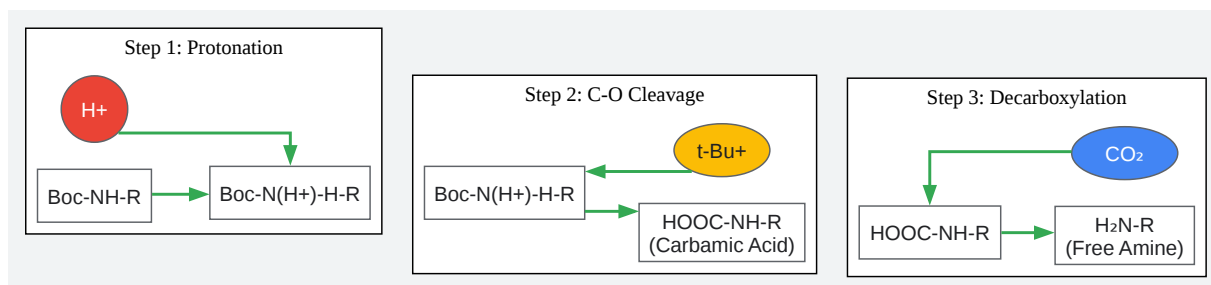 Step 1: Protonation
H+
Boc-NH-R
Boc-N(H+)-H-R
Step 2: C-O Cleavage
t-Bu+
Boc-N(H+)-H-R
HOOC-NH-R
(Carbamic Acid)
Step 3: Decarboxylation
CO₂
HOOC-NH-R
H₂N-R
(Free Amine)